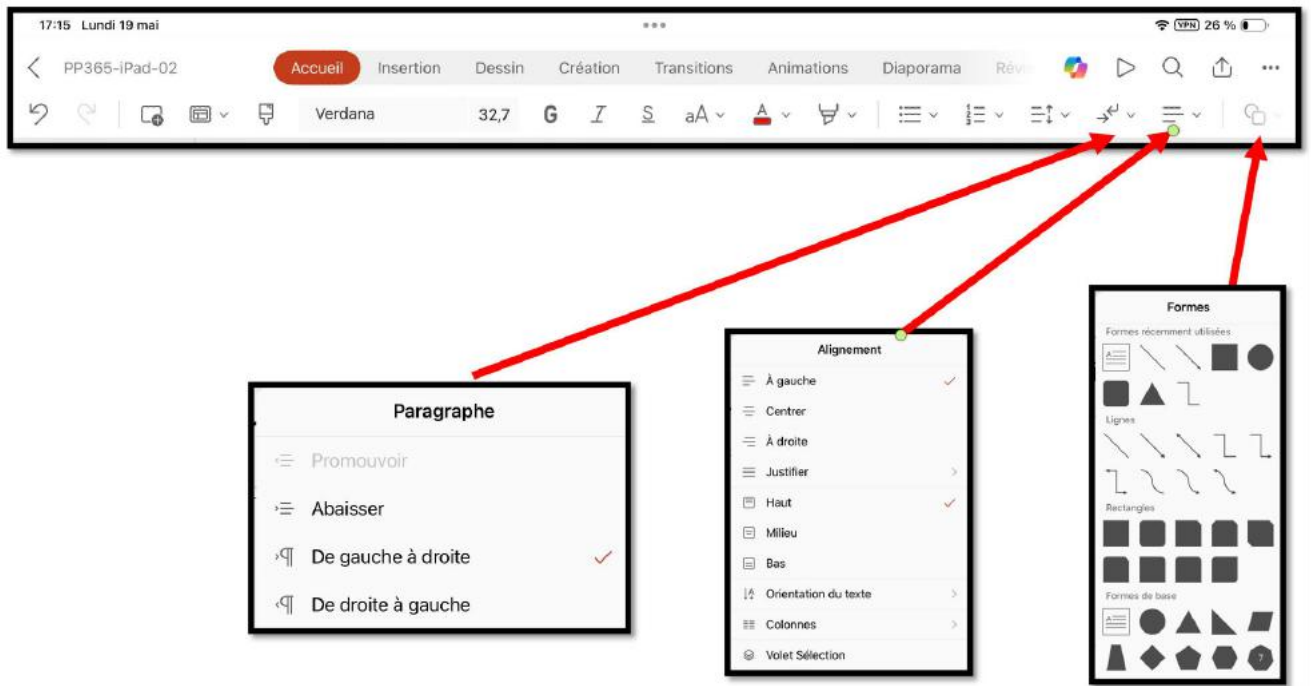 17:15 Lundi 19 mai
VPN 26 %
PP365-iPad-02 Accueil Insertion Dessin Création Transitions Animations Diaporama
Verdana 32,7 G I S aA A
Paragraphe
Promouvoir
Abaisser
De gauche à droite
De droite à gauche
Alignement
À gauche
Centrer
À droite
Justifier
Haut
Milieu
Bas
Orientation du texte
Colonnes
Volet Sélection
Formes
Formes récemment utilisées
Lignes
Rectangles
Formes de base
7